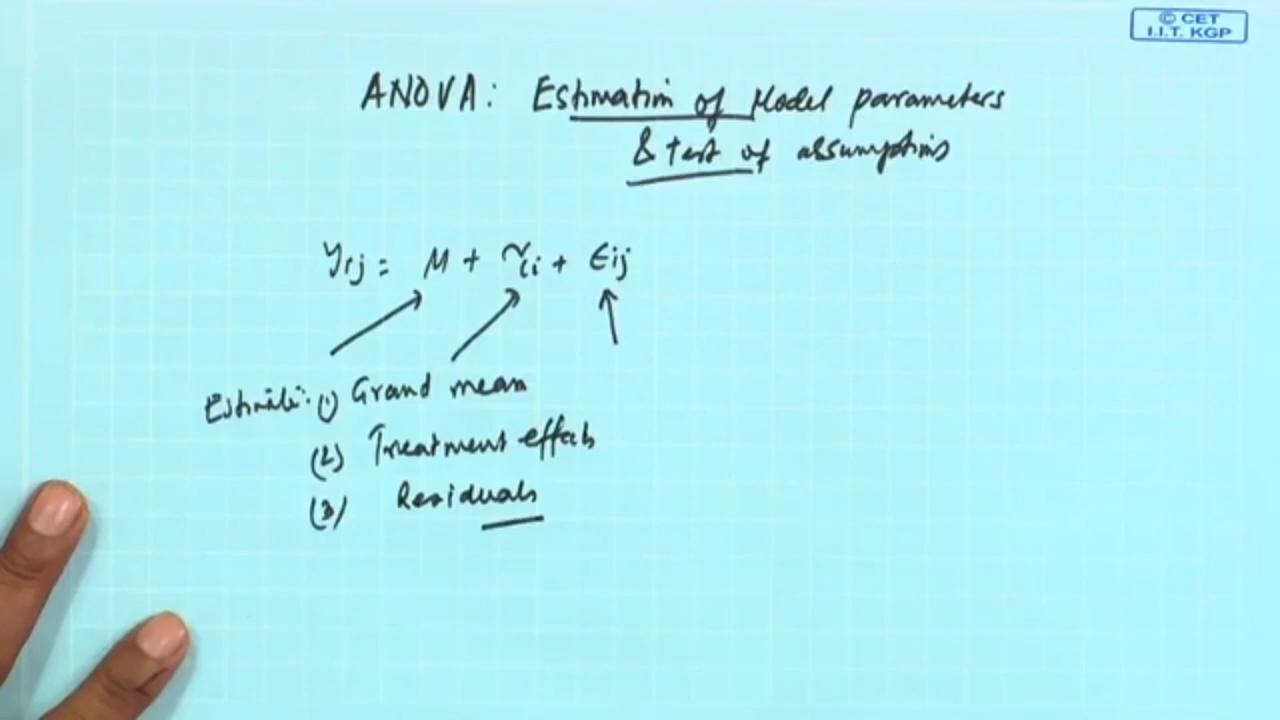 © CET
I.I.T. KGP
ANOVA: Estimation of Model parameters
& test of assumptions
yij = μ + τi + ϵij
Estimate: (1) Grand mean
(2) Treatment effects
(3) Residuals